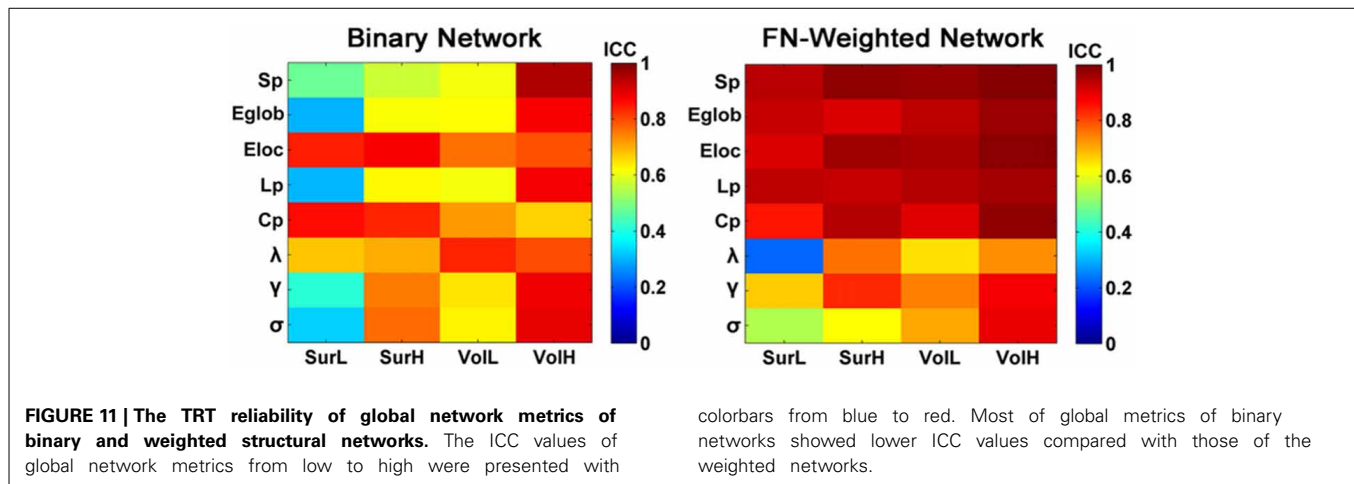 Binary Network
ICC
Sp
Eglob
Eloc
Lp
Cp
λ
γ
σ
1
0.8
0.6
0.4
0.2
0
SurL SurH VolL VolH
FN-Weighted Network
ICC
Sp
Eglob
Eloc
Lp
Cp
λ
γ
σ
1
0.8
0.6
0.4
0.2
0
SurL SurH VolL VolH
FIGURE 11 | The TRT reliability of global network metrics of
binary and weighted structural networks. The ICC values of
global network metrics from low to high were presented with
colorbars from blue to red. Most of global metrics of binary
networks showed lower ICC values compared with those of the
weighted networks.